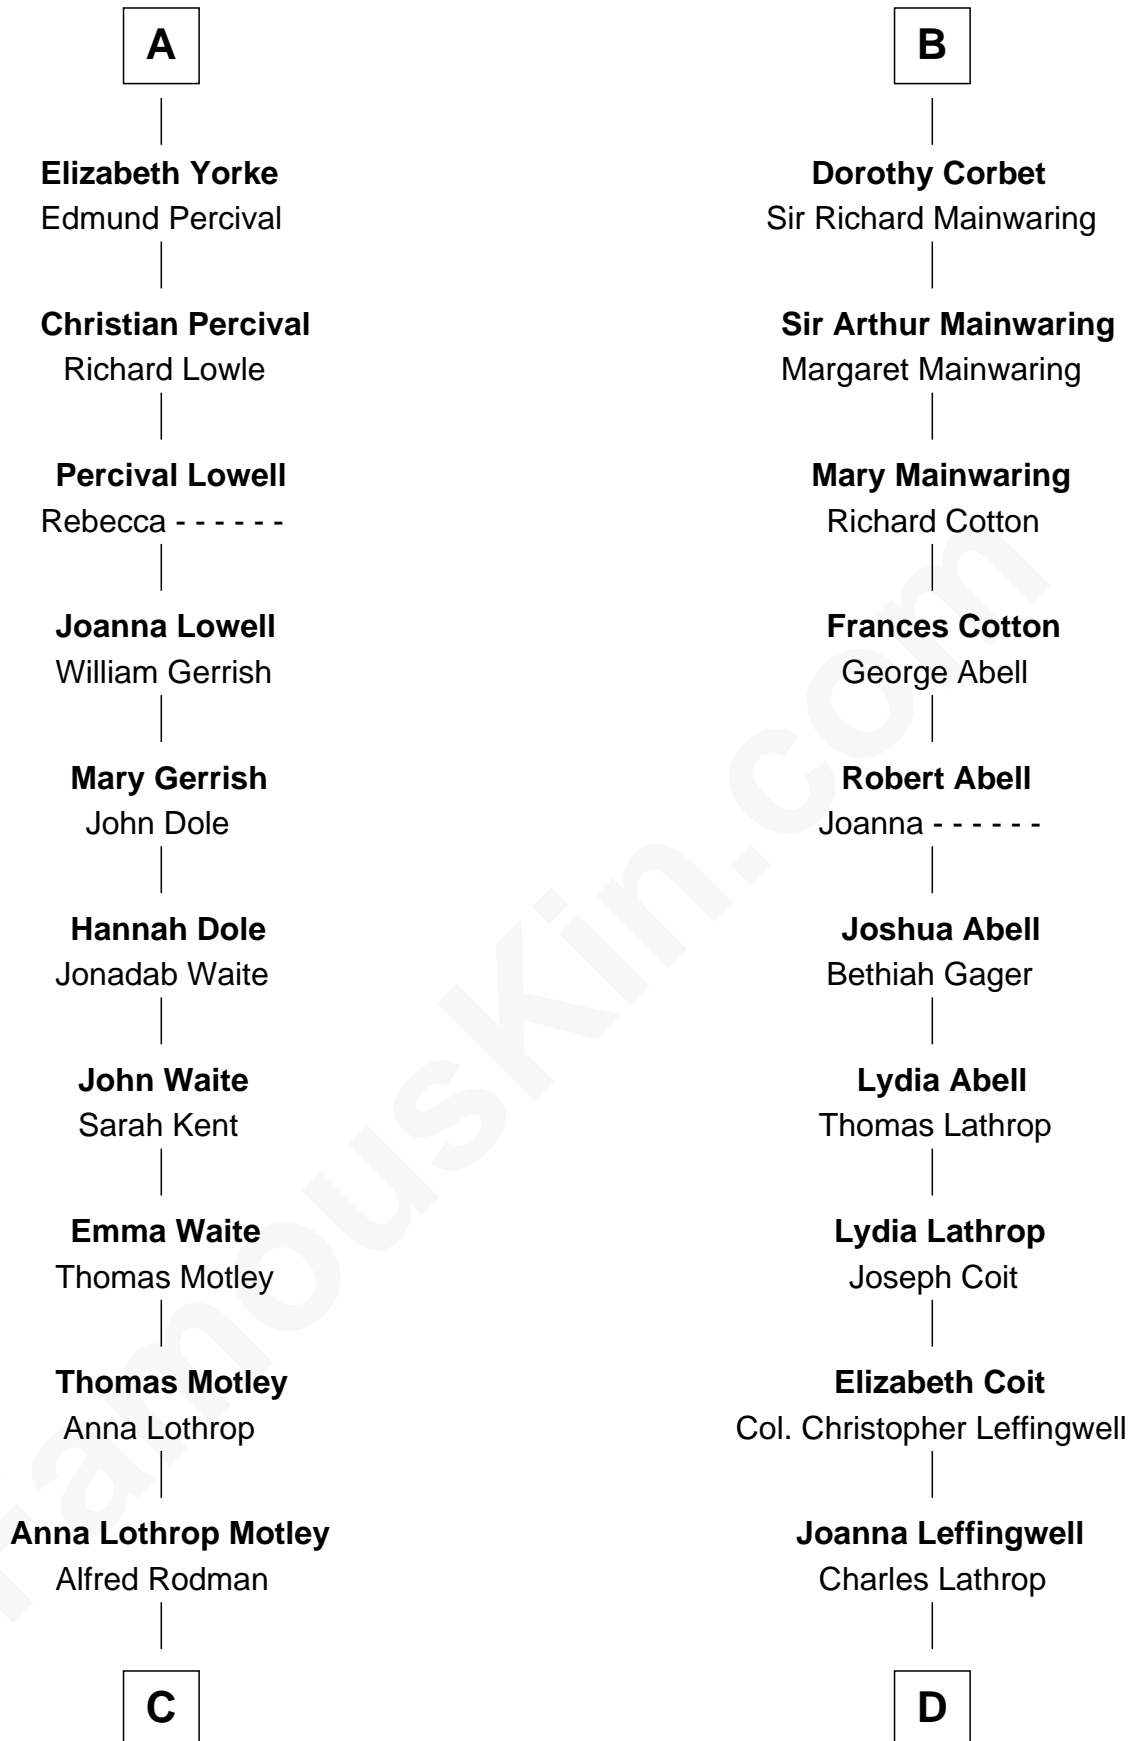 A
Elizabeth Yorke
Edmund Percival
Christian Percival
Richard Lowle
Percival Lowell
Rebecca - - - - - -
Joanna Lowell
William Gerrish
Mary Gerrish
John Dole
Hannah Dole
Jonadab Waite
John Waite
Sarah Kent
Emma Waite
Thomas Motley
Thomas Motley
Anna Lothrop
Anna Lothrop Motley
Alfred Rodman
C
B
Dorothy Corbet
Sir Richard Mainwaring
Sir Arthur Mainwaring
Margaret Mainwaring
Mary Mainwaring
Richard Cotton
Frances Cotton
George Abell
Robert Abell
Joanna - - - - - -
Joshua Abell
Bethiah Gager
Lydia Abell
Thomas Lathrop
Lydia Lathrop
Joseph Coit
Elizabeth Coit
Col. Christopher Leffingwell
Joanna Leffingwell
Charles Lathrop
D
FamousKin.com